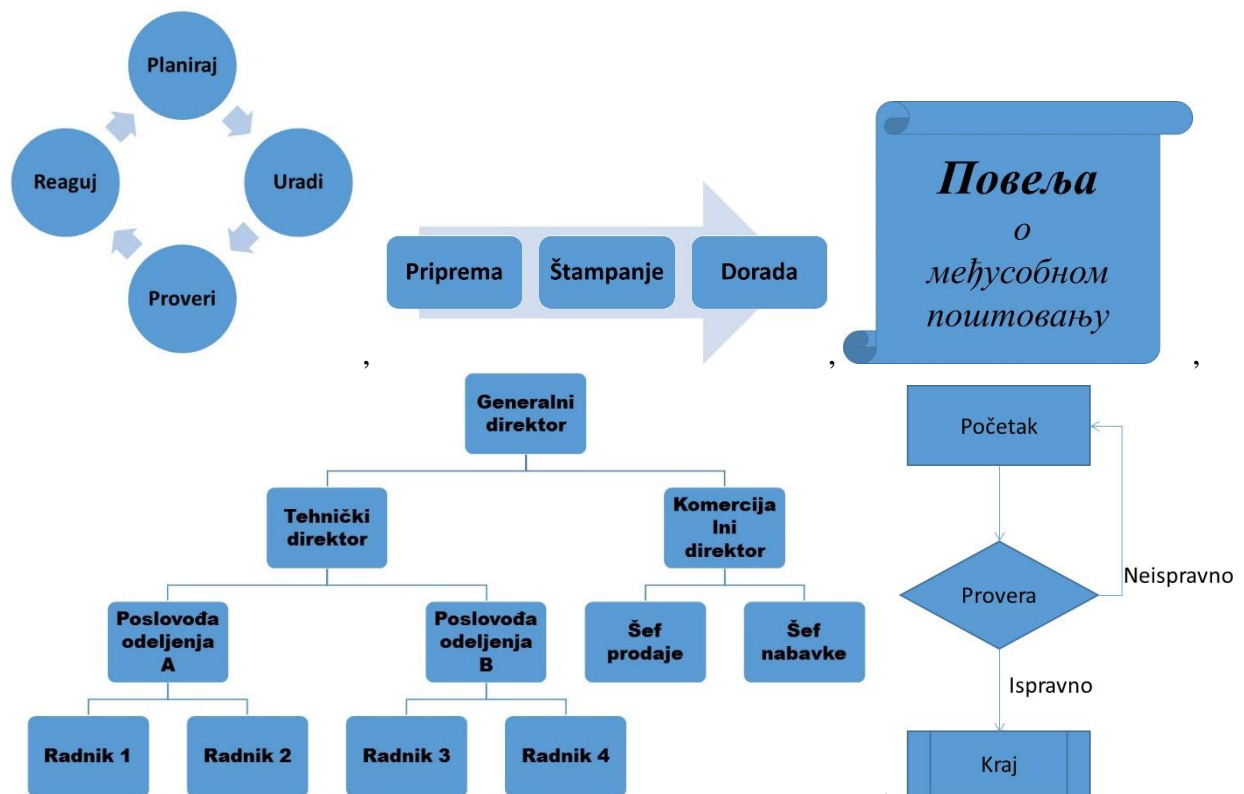 Planiraj
Uradi
Proveri
Reaguj
,
Priprema
Štampanje
Dorada
,
Повеља
о
међусобном
поштовању
,
Generalni
direktor
Tehnički
direktor
Komercija
lni
direktor
Poslovođa
odeljenja
A
Poslovođa
odeljenja
B
Šef
prodaje
Šef
nabavke
Radnik 1
Radnik 2
Radnik 3
Radnik 4
Početak
Provera
Neispravno
Ispravno
Kraj